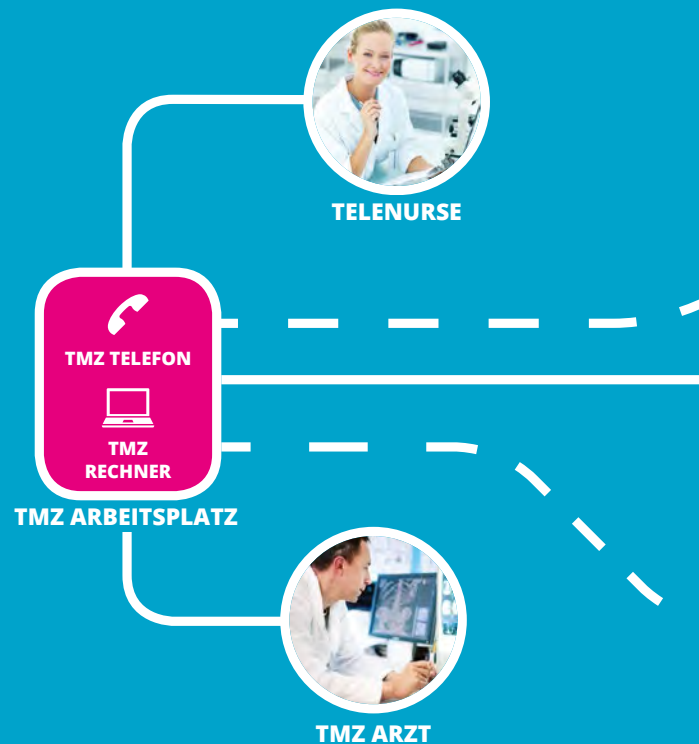 TELENURSE
TMZ TELEFON
TMZ
RECHNER
TMZ ARBEITSPLATZ
TMZ ARZT